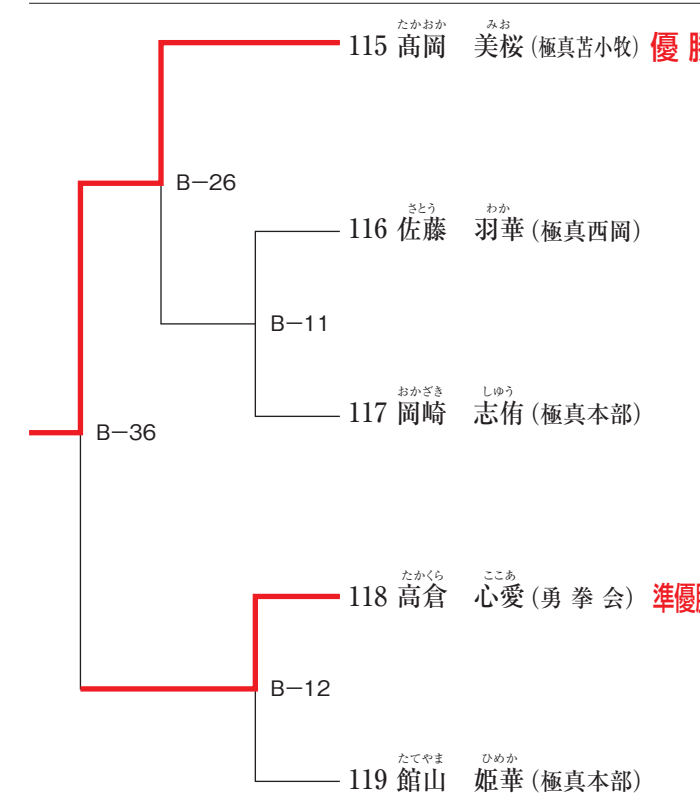 たかおか みお
115 髙岡 美桜 (極真苫小牧) 優
B−26
さとう わか
116 佐藤 羽華 (極真西岡)
B−11
おかざき しゆう
117 岡崎 志侑 (極真本部)
B−36
たかくら ここあ
118 高倉 心愛 (勇 拳 会) 準優
B−12
たてやま ひめか
119 館山 姫華 (極真本部)